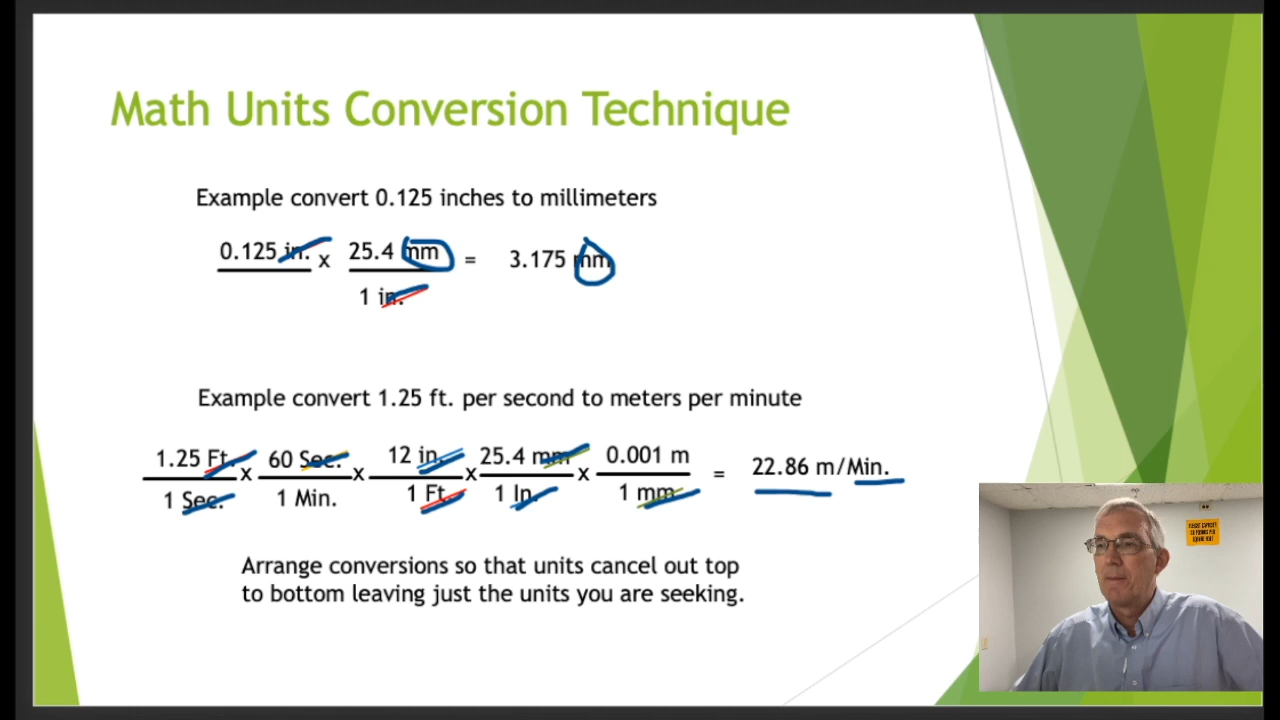 Math Units Conversion Technique
Example convert 0.125 inches to millimeters
0.125 in. x 25.4 mm = 3.175 mm
1 in.
Example convert 1.25 ft. per second to meters per minute
1.25 Ft. x 60 Sec. x 12 in. x 25.4 mm x 0.001 m = 22.86 m/Min.
1 Sec. 1 Min. 1 Ft. 1 In. 1 mm
Arrange conversions so that units cancel out top
to bottom leaving just the units you are seeking.